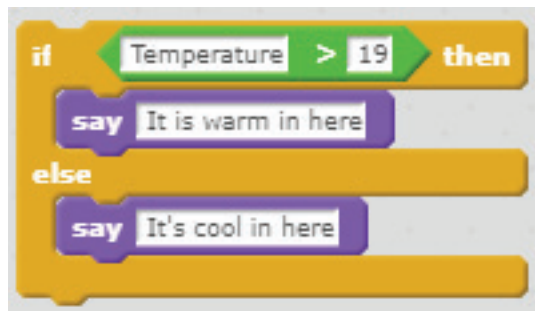 if Temperature > 19 then
say It is warm in here
else
say It's cool in here